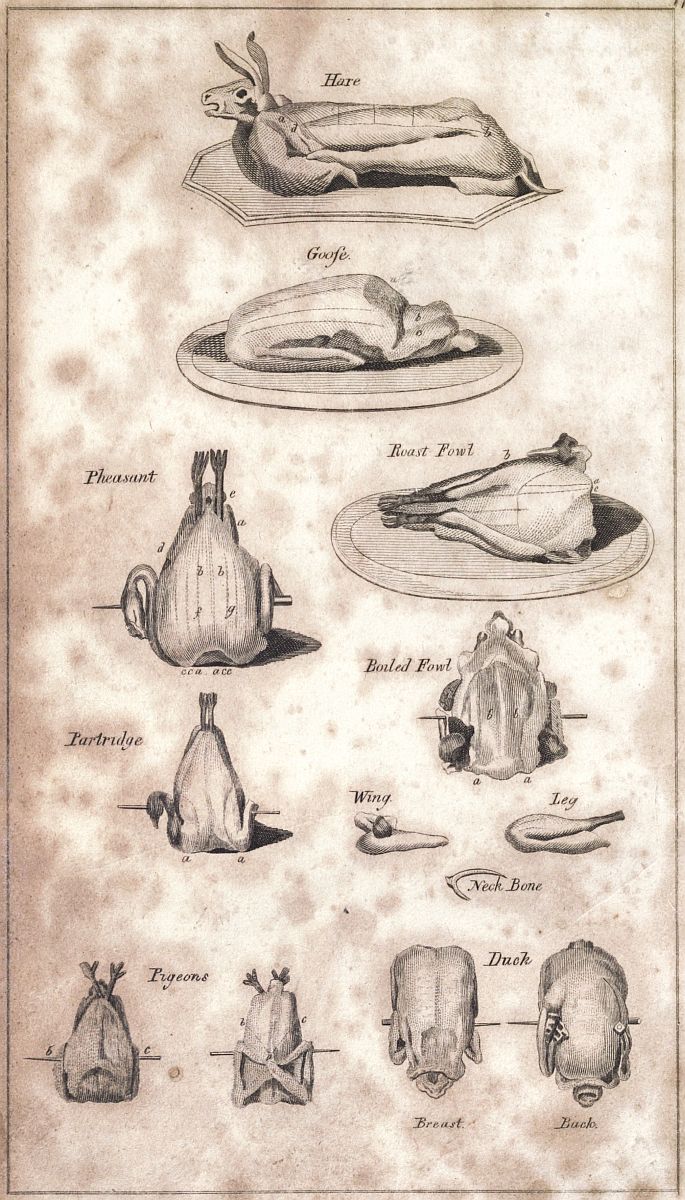 Hare
a d b
Gooſe.
a
Roast Fowl
b
a
Pheasant
e
a
d
b b
f g
c c a a c c
Boiled Fowl
b b
a a
Partridge
a a
Wing.
Leg
Neck Bone
Pigeons
b c
b c
Duck
Breast.
Back.